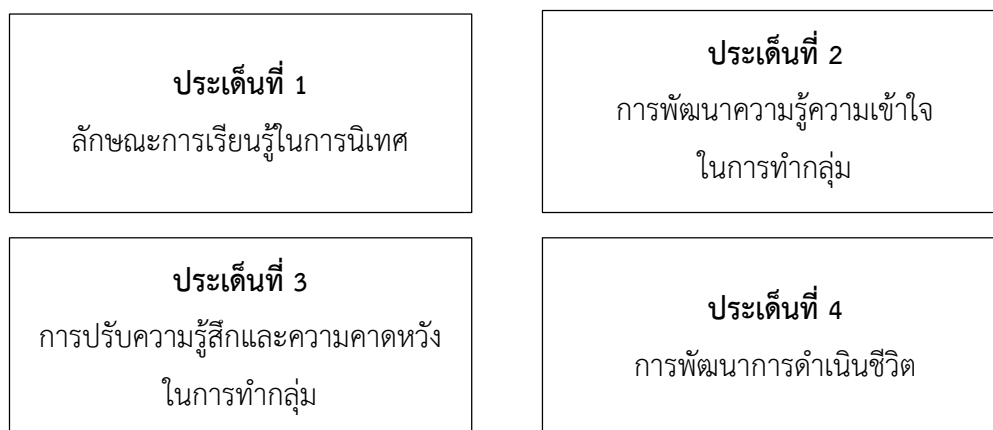 ประเด็นที่ 1
ลักษณะการเรียนรู้ในการนิเทศ
ประเด็นที่ 2
การพัฒนาความรู้ความเข้าใจ
ในการทำกลุ่ม
ประเด็นที่ 3
การปรับความรู้สึกและความคาดหวัง
ในการทำกลุ่ม
ประเด็นที่ 4
การพัฒนาการดำเนินชีวิต